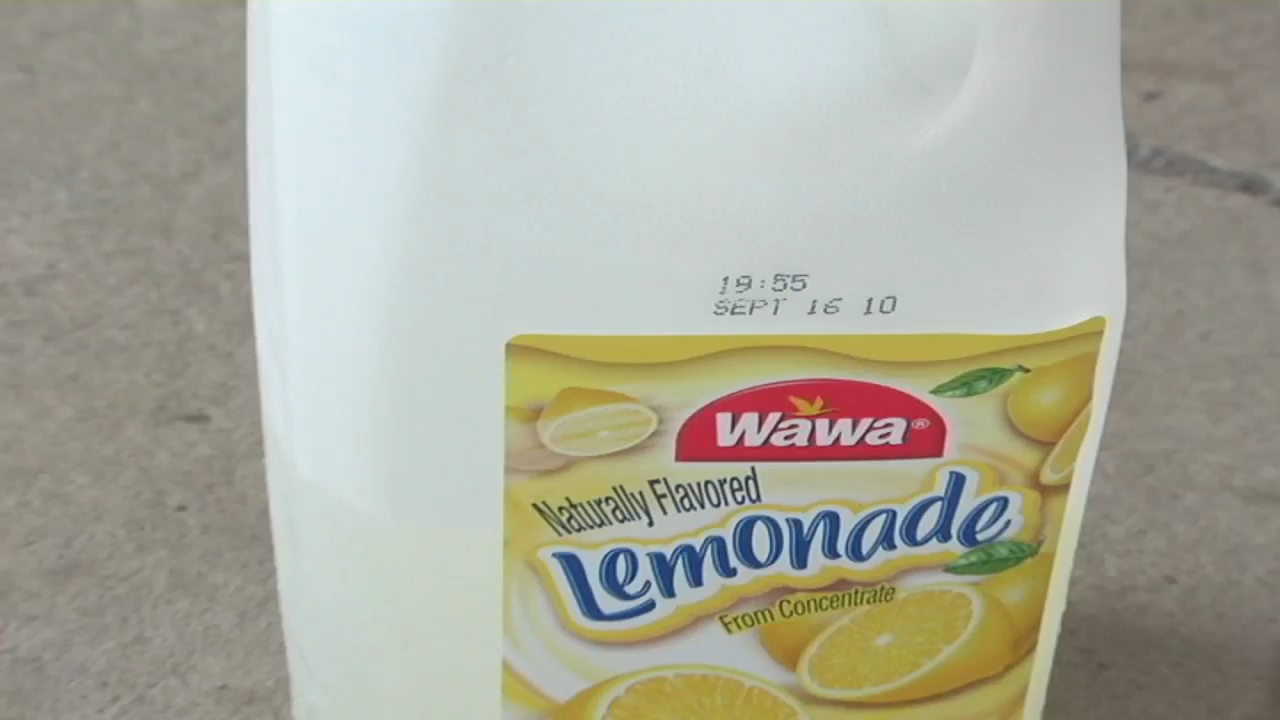 19:55
SEPT 16 10
Wawa®
Naturally Flavored
Lemonade
From Concentrate